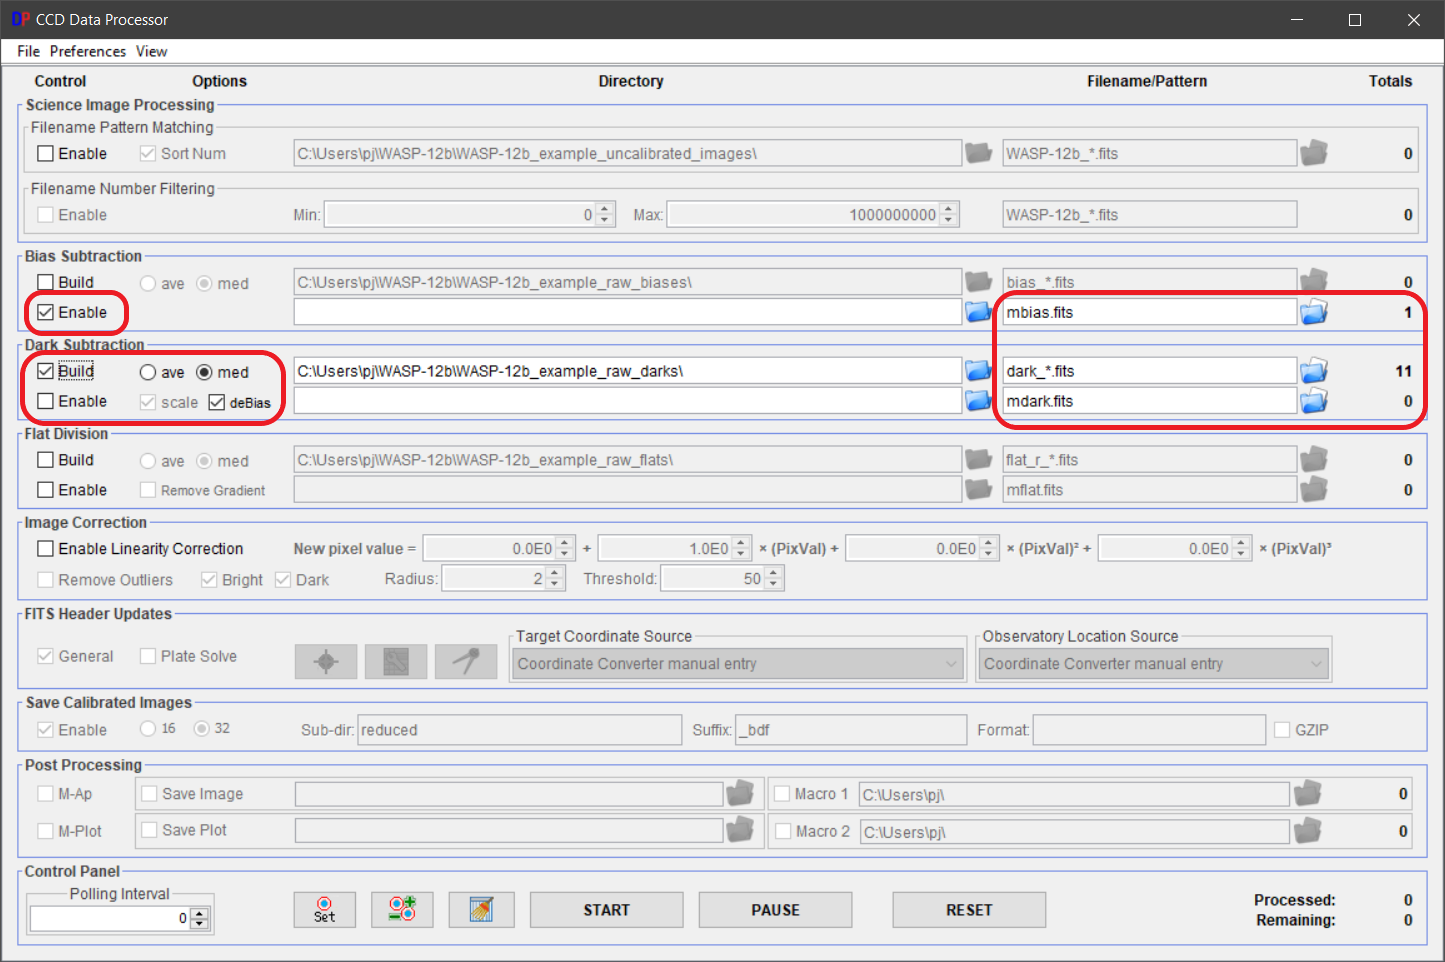 DP CCD Data Processor
File Preferences View
Control Options Directory Filename/Pattern Totals
Science Image Processing
Filename Pattern Matching
Enable Sort Num C:\Users\pj\WASP-12b\WASP-12b_example_uncalibrated_images\ WASP-12b_*.fits 0
Filename Number Filtering
Enable Min: 0 Max: 1000000000 WASP-12b_*.fits 0
Bias Subtraction
Build ave med C:\Users\pj\WASP-12b\WASP-12b_example_raw_biases\ bias_*.fits 0
Enable mbias.fits 1
Dark Subtraction
Build ave med C:\Users\pj\WASP-12b\WASP-12b_example_raw_darks\ dark_*.fits 11
Enable scale deBias mdark.fits 0
Flat Division
Build ave med C:\Users\pj\WASP-12b\WASP-12b_example_raw_flats\ flat_r_*.fits 0
Enable Remove Gradient mflat.fits 0
Image Correction
Enable Linearity Correction New pixel value = 0.0E0 + 1.0E0 × (PixVal) + 0.0E0 × (PixVal)² + 0.0E0 × (PixVal)³
Remove Outliers Bright Dark Radius: 2 Threshold: 50
FITS Header Updates
Target Coordinate Source Observatory Location Source
General Plate Solve Coordinate Converter manual entry Coordinate Converter manual entry
Save Calibrated Images
Enable 16 32 Sub-dir: reduced Suffix: _bdf Format: GZIP
Post Processing
M-Ap Save Image Macro 1 C:\Users\pj\ 0
M-Plot Save Plot Macro 2 C:\Users\pj\ 0
Control Panel
Polling Interval
0 Set START PAUSE RESET Processed: 0
Remaining: 0